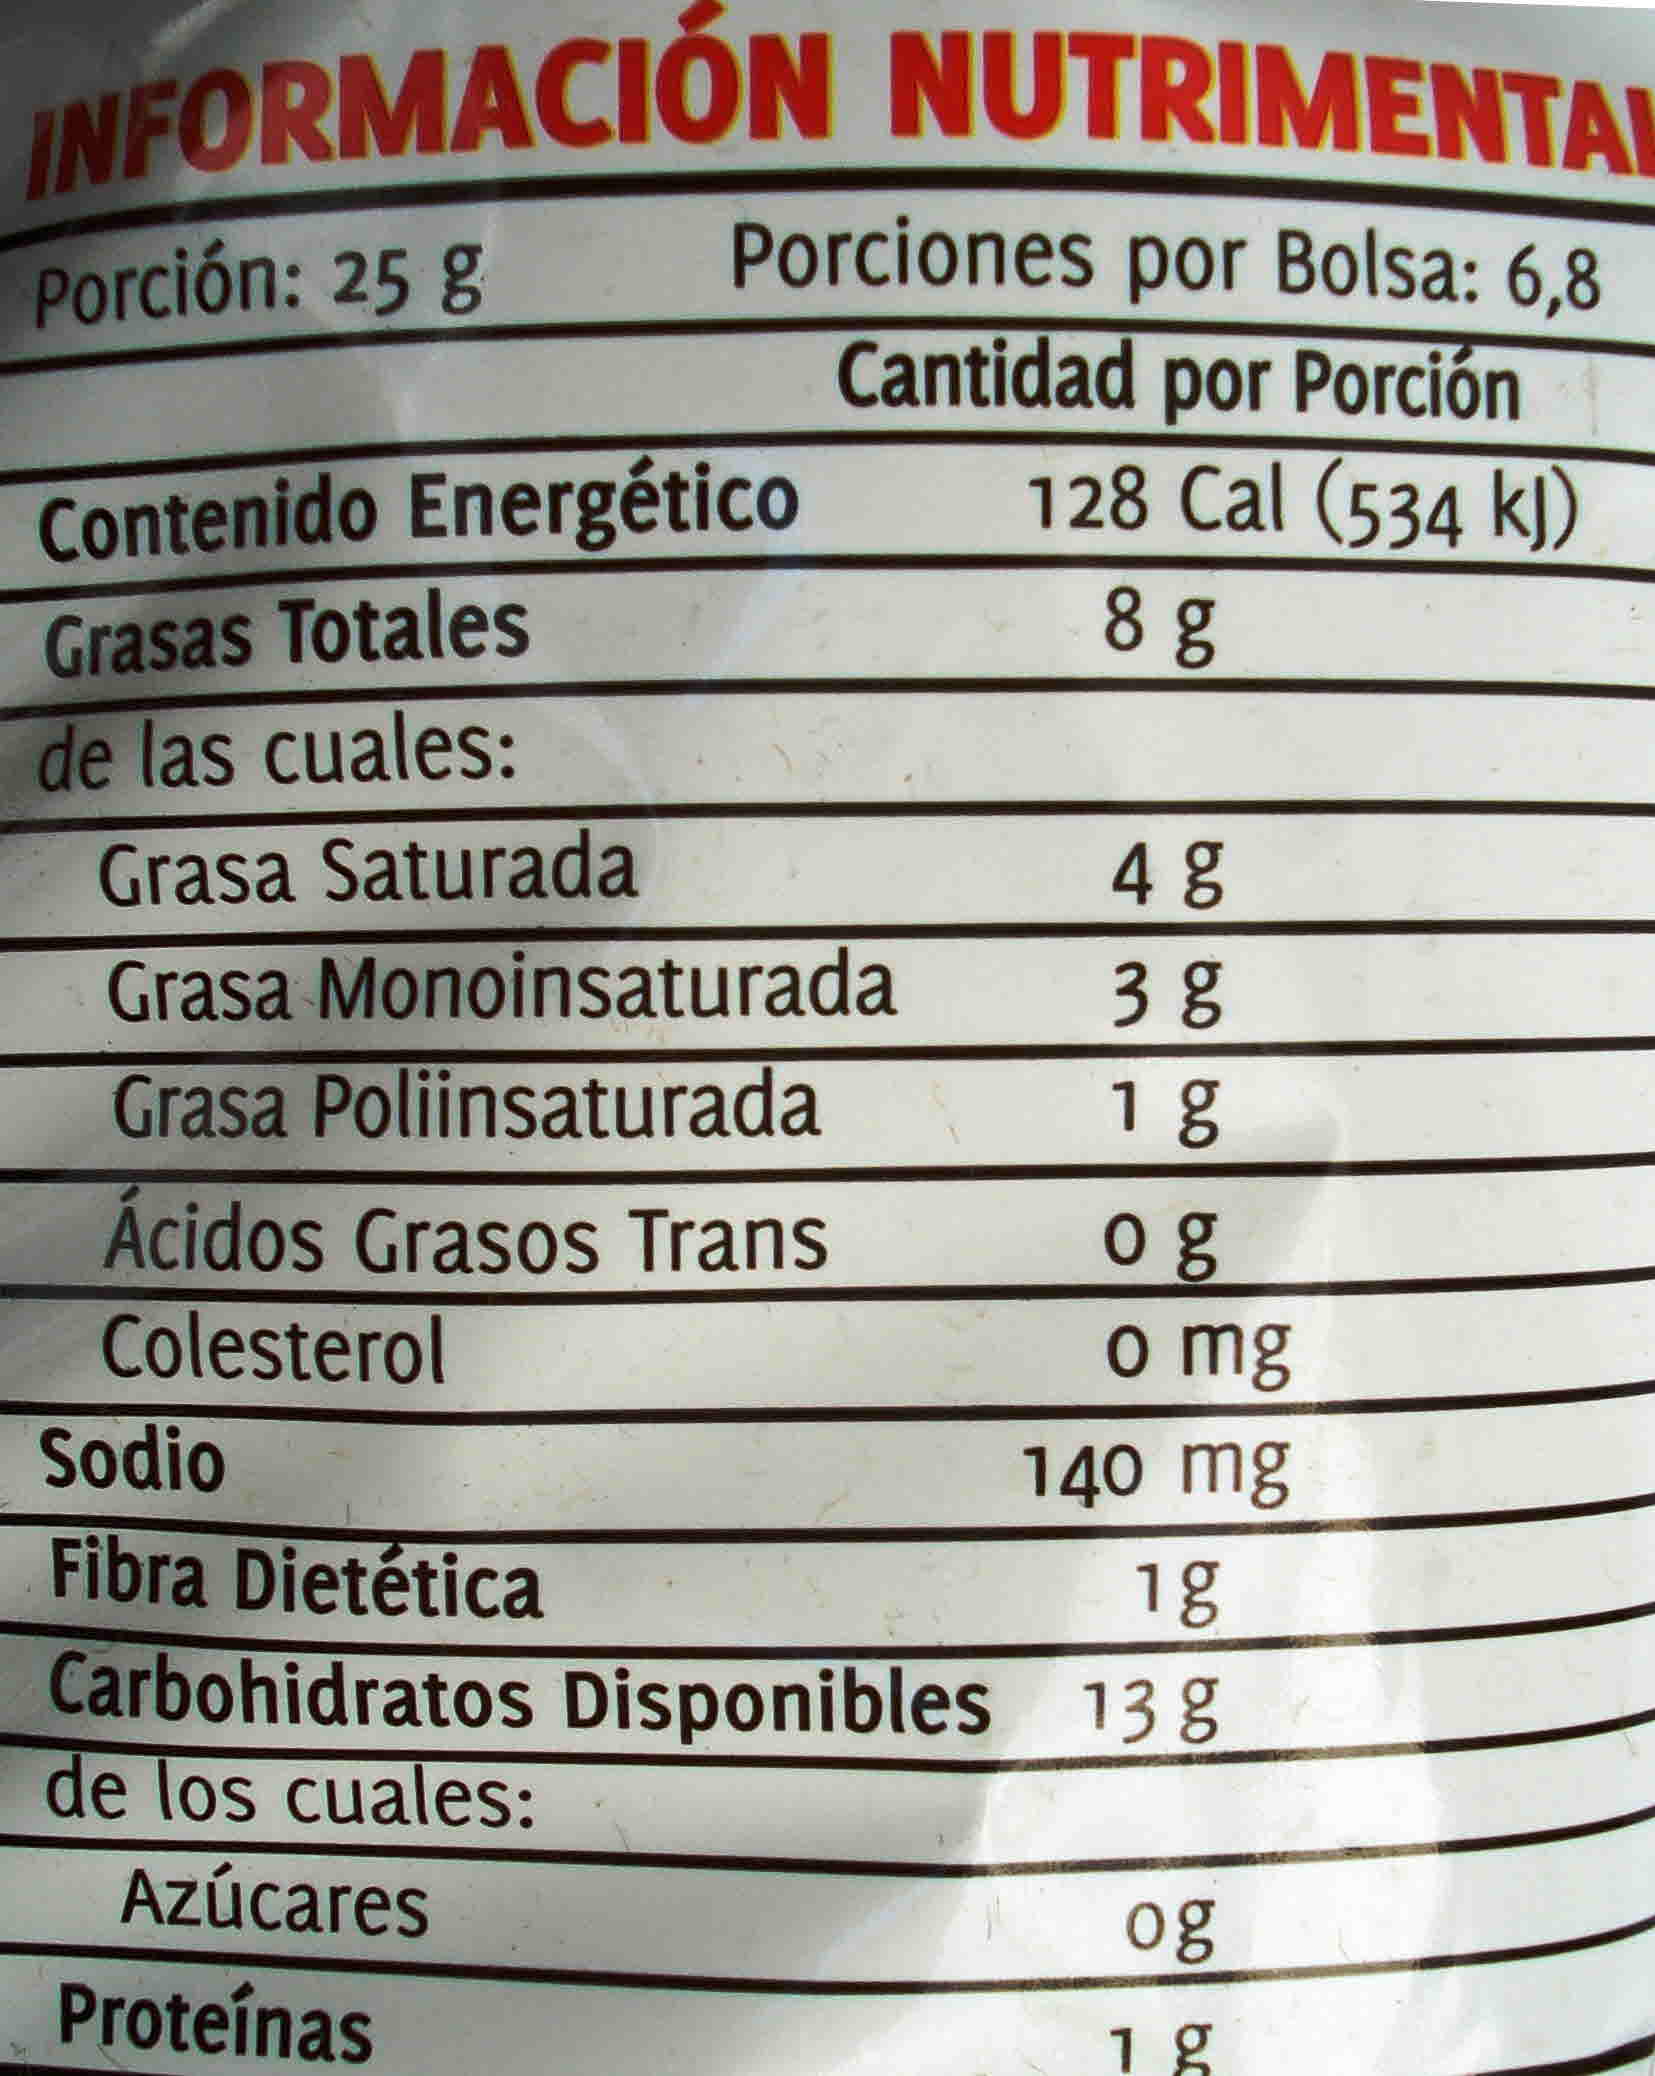 INFORMACIÓN NUTRIMENTAL
Porción: 25 g Porciones por Bolsa: 6,8
Cantidad por Porción
Contenido Energético 128 Cal (534 kJ)
Grasas Totales 8 g
de las cuales:
Grasa Saturada 4 g
Grasa Monoinsaturada 3 g
Grasa Poliinsaturada 1 g
Ácidos Grasos Trans 0 g
Colesterol 0 mg
Sodio 140 mg
Fibra Dietética 1g
Carbohidratos Disponibles 13 g
de los cuales:
Azúcares 0g
Proteínas 1 g